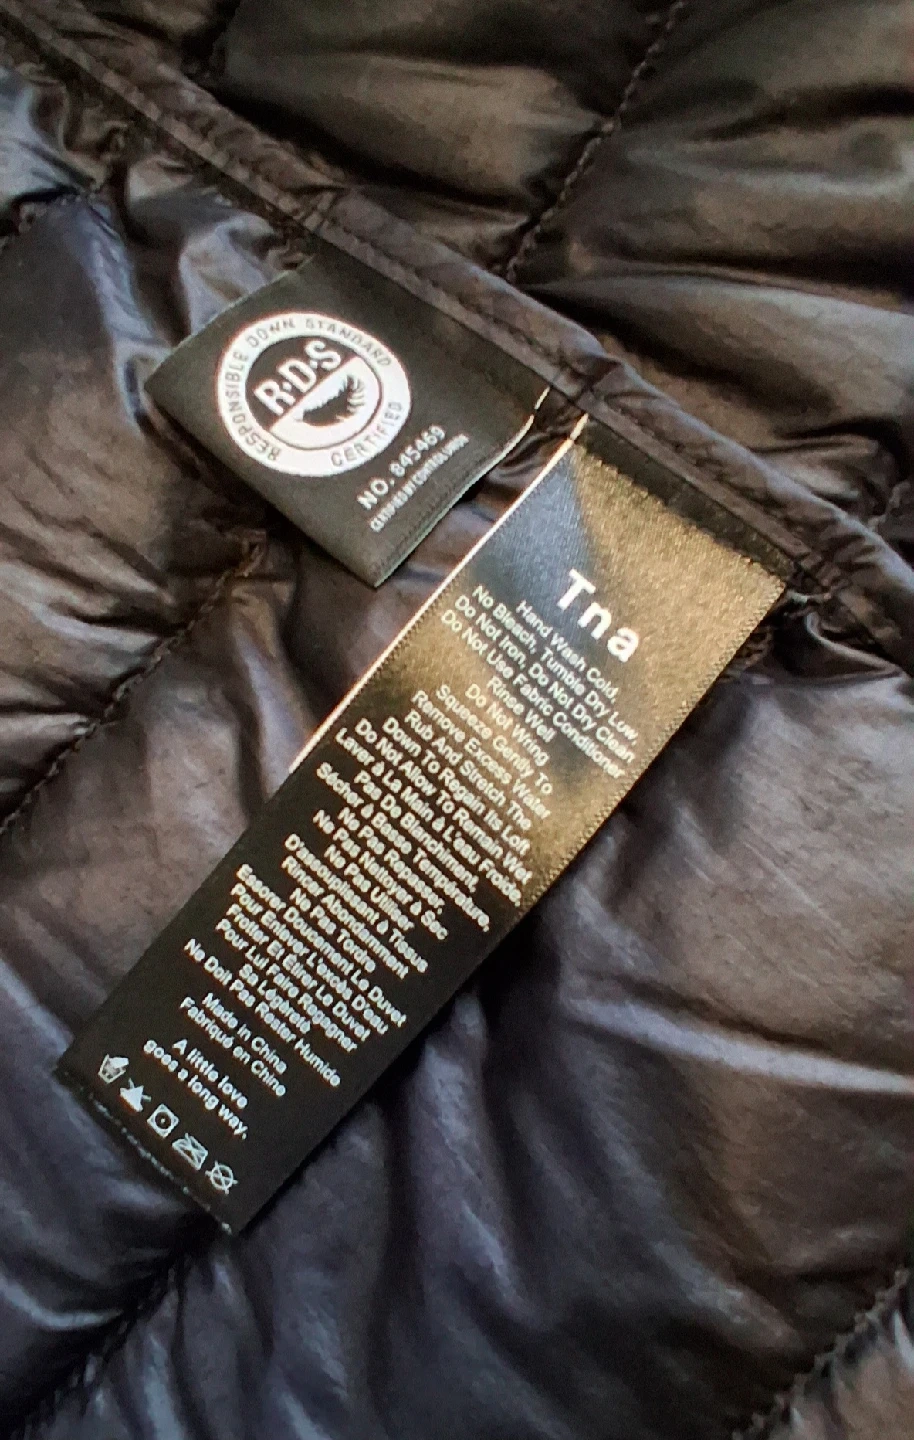 RESPONSIBLE DOWN STANDARD
R·D·S
CERTIFIED
NO. 845469
CERTIFIED BY CONTROL UNION
Tna
Hand Wash Cold,
No Bleach, Tumble Dry Low,
Do Not Iron, Do Not Dry Clean
Do Not Use Fabric Conditioner
Rinse Well
Do Not Wring
Squeeze Gently To
Remove Excess Water
Rub And Stretch The
Down To Regain Its Loft
Do Not Allow To Remain Wet
Laver à La Main à L'eau Froide,
Pas De Blanchiment,
Sécher à Basse Température,
Ne Pas Repasser,
Ne Pas Nettoyer à Sec
Ne Pas Utiliser
D'assouplissant à Tissus
Rincer Abondamment
Ne Pas Tordre
Essorer Doucement Le Duvet
Pour Enlever L'excès D'eau
Frotter Et Étirer Le Duvet
Pour Lui Faire Regagner
Sa Légèreté
Ne Doit Pas Rester Humide
Made in China
Fabriqué en Chine
A little love
goes a long way.